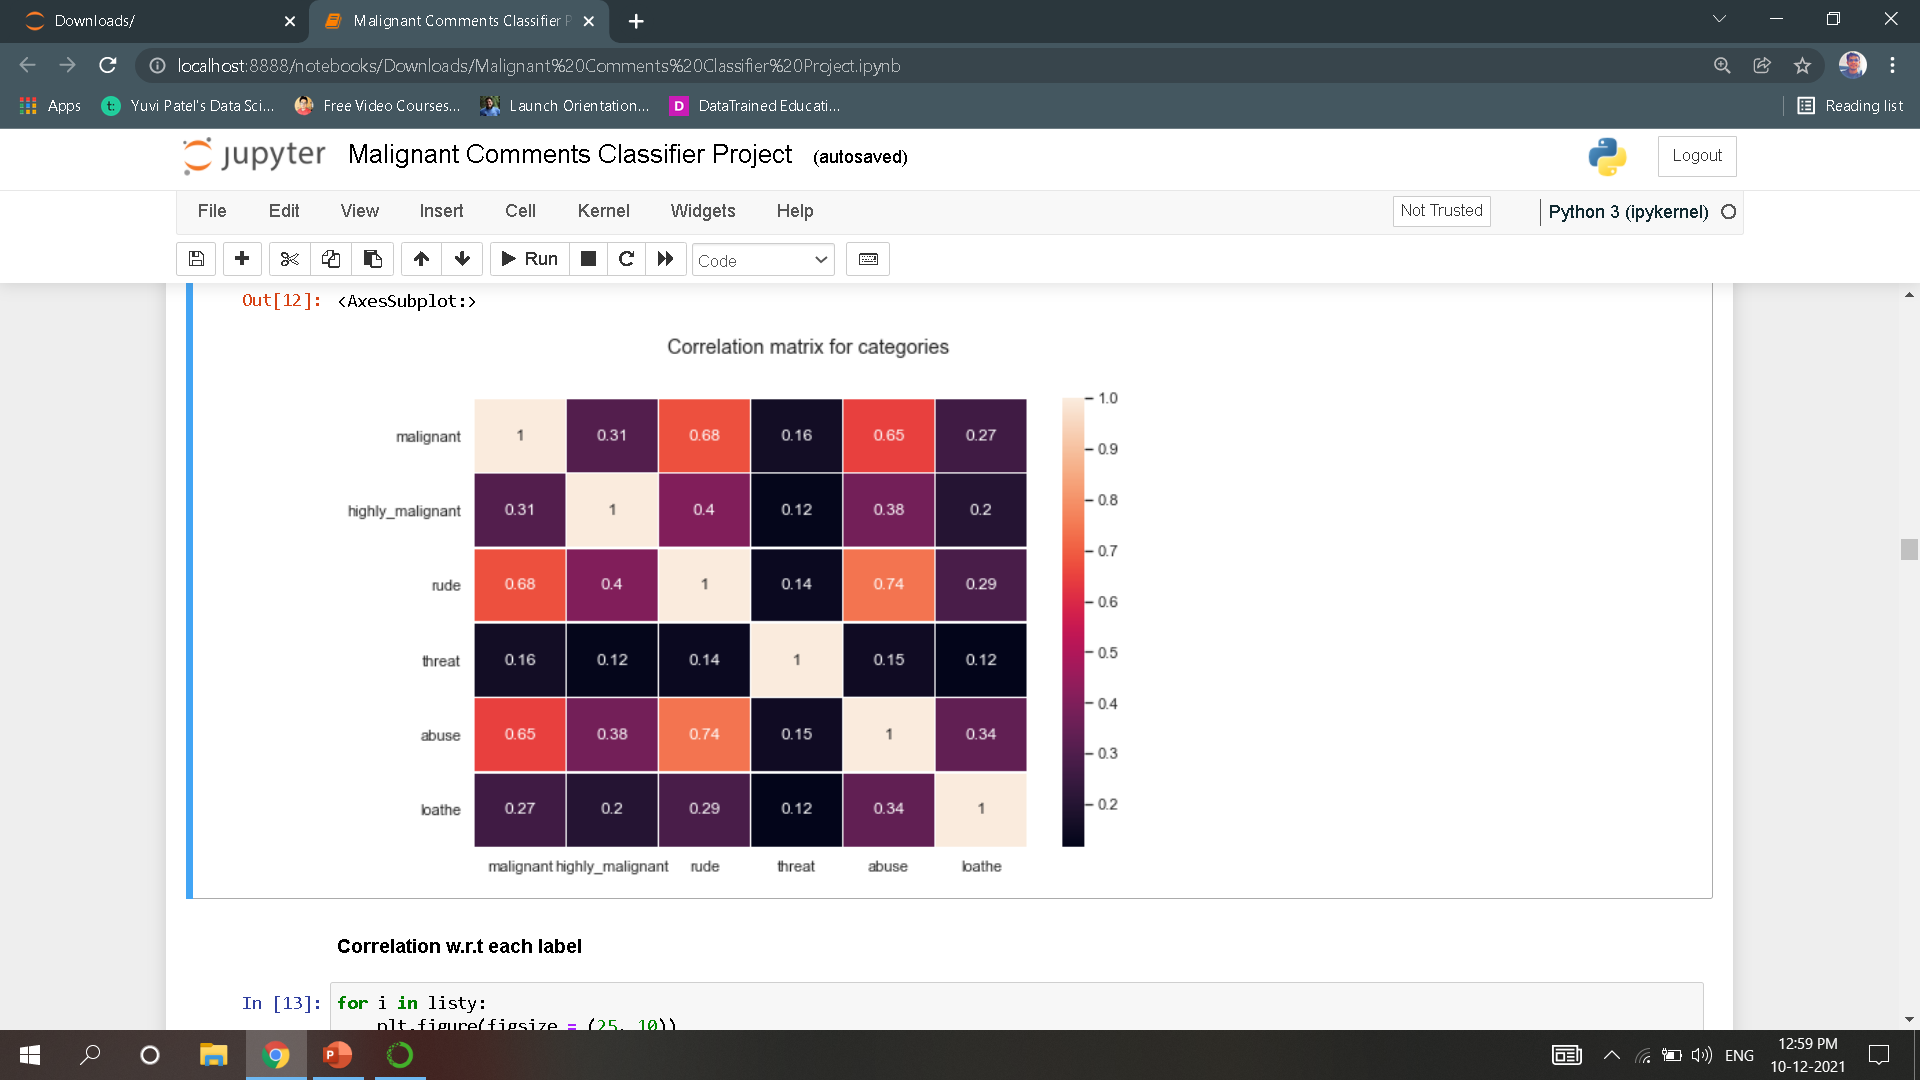 Downloads/
Malignant Comments Classifier P
localhost:8888/notebooks/Downloads/Malignant%20Comments%20Classifier%20Project.ipynb
Apps
t:
Yuvi Patel's Data Sci...
Free Video Courses...
Launch Orientation...
D
DataTrained Educati...
Reading list
jupyter
Malignant Comments Classifier Project
(autosaved)
Logout
File
Edit
View
Insert
Cell
Kernel
Widgets
Help
Not Trusted
Python 3 (ipykernel)
Run
Code
Out[12]:
<AxesSubplot:>
Correlation matrix for categories
malignant 1 0.31 0.68 0.16 0.65 0.27
highly_malignant 0.31 1 0.4 0.12 0.38 0.2
rude 0.68 0.4 1 0.14 0.74 0.29
threat 0.16 0.12 0.14 1 0.15 0.12
abuse 0.65 0.38 0.74 0.15 1 0.34
loathe 0.27 0.2 0.29 0.12 0.34 1
malignant highly_malignant rude threat abuse loathe
1.0
0.9
0.8
0.7
0.6
0.5
0.4
0.3
0.2
Correlation w.r.t each label
In [13]:
for i in listy:
plt.figure(figsize = (25, 10))
P
ENG
12:59 PM
10-12-2021